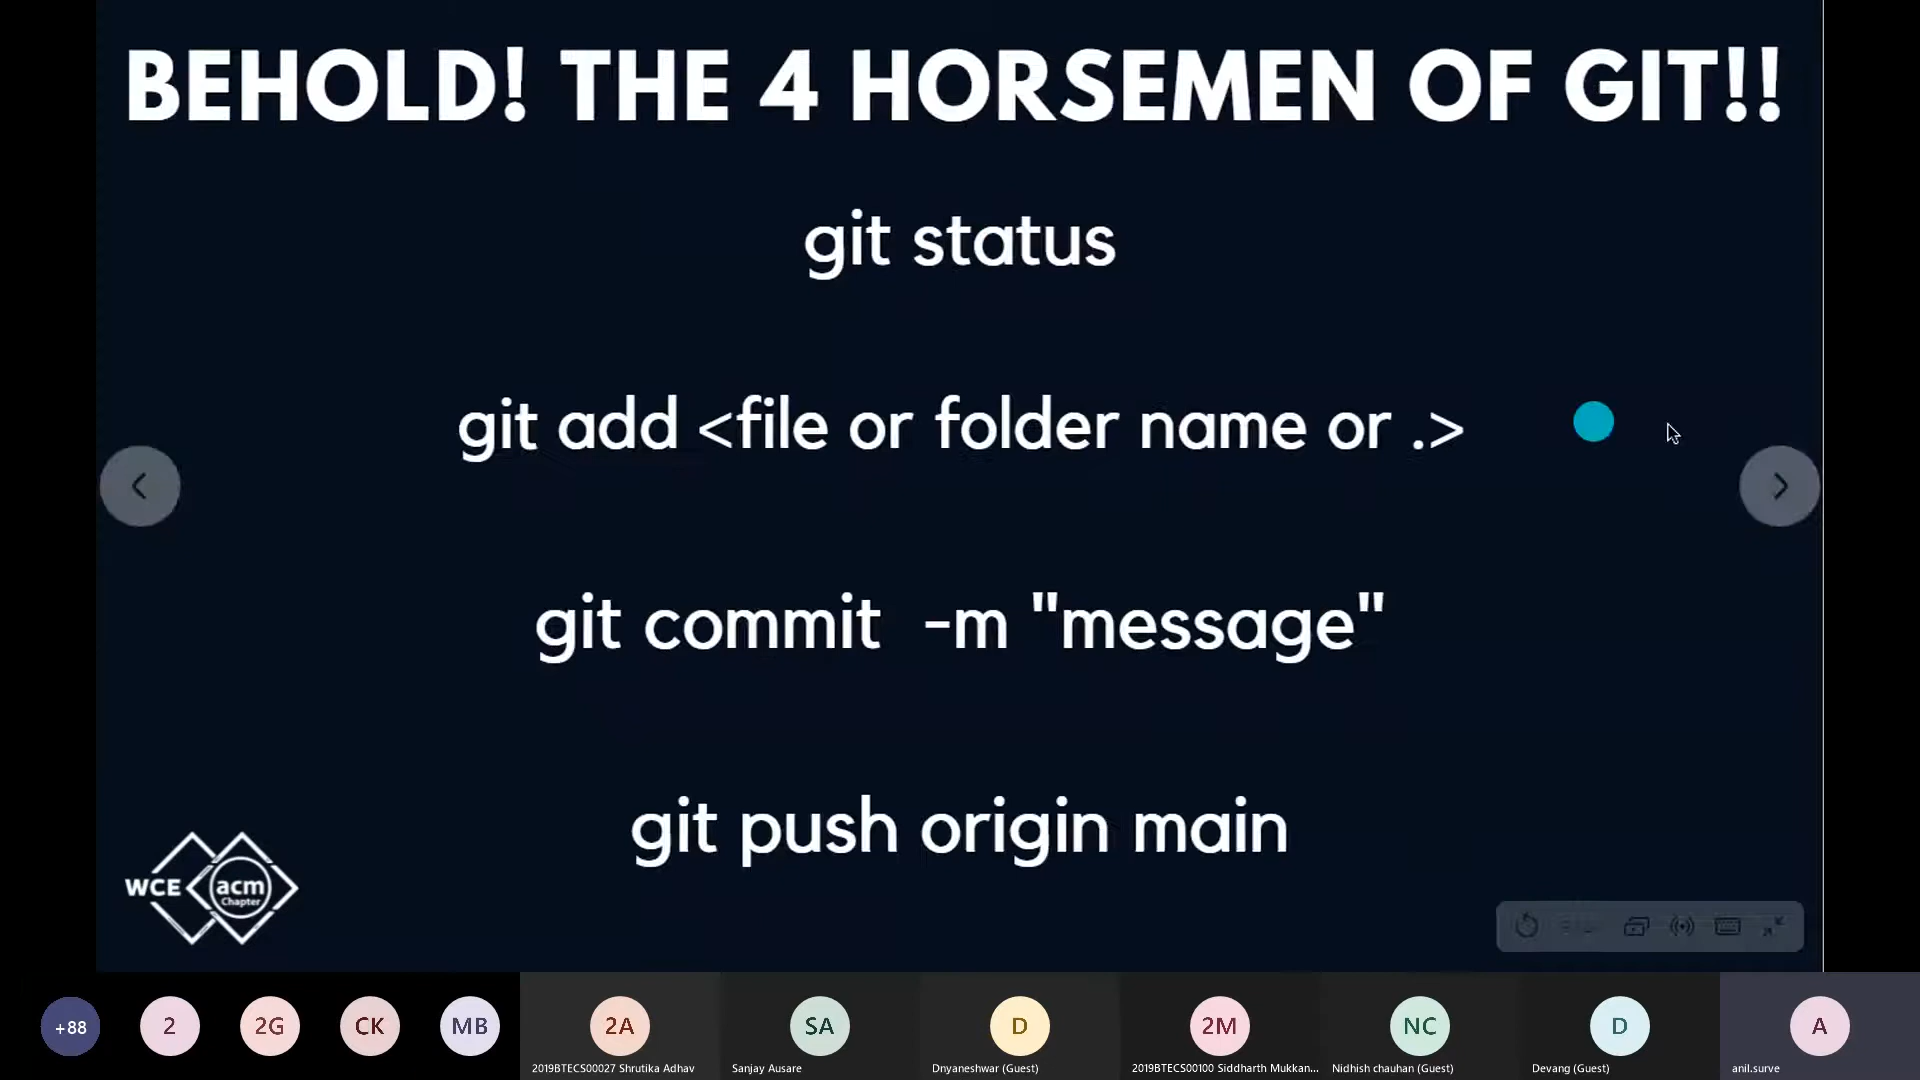 BEHOLD! THE 4 HORSEMEN OF GIT!!
git status
git add <file or folder name or .>
git commit -m "message"
git push origin main
WCE acm
Chapter
+88
2
2G
CK
MB
2A
SA
D
2M
NC
D
A
2019BTECS00027 Shrutika Adhav
Sanjay Ausare
Dnyaneshwar (Guest)
2019BTECS00100 Siddharth Mukkan...
Nidhish chauhan (Guest)
Devang (Guest)
anil.surve